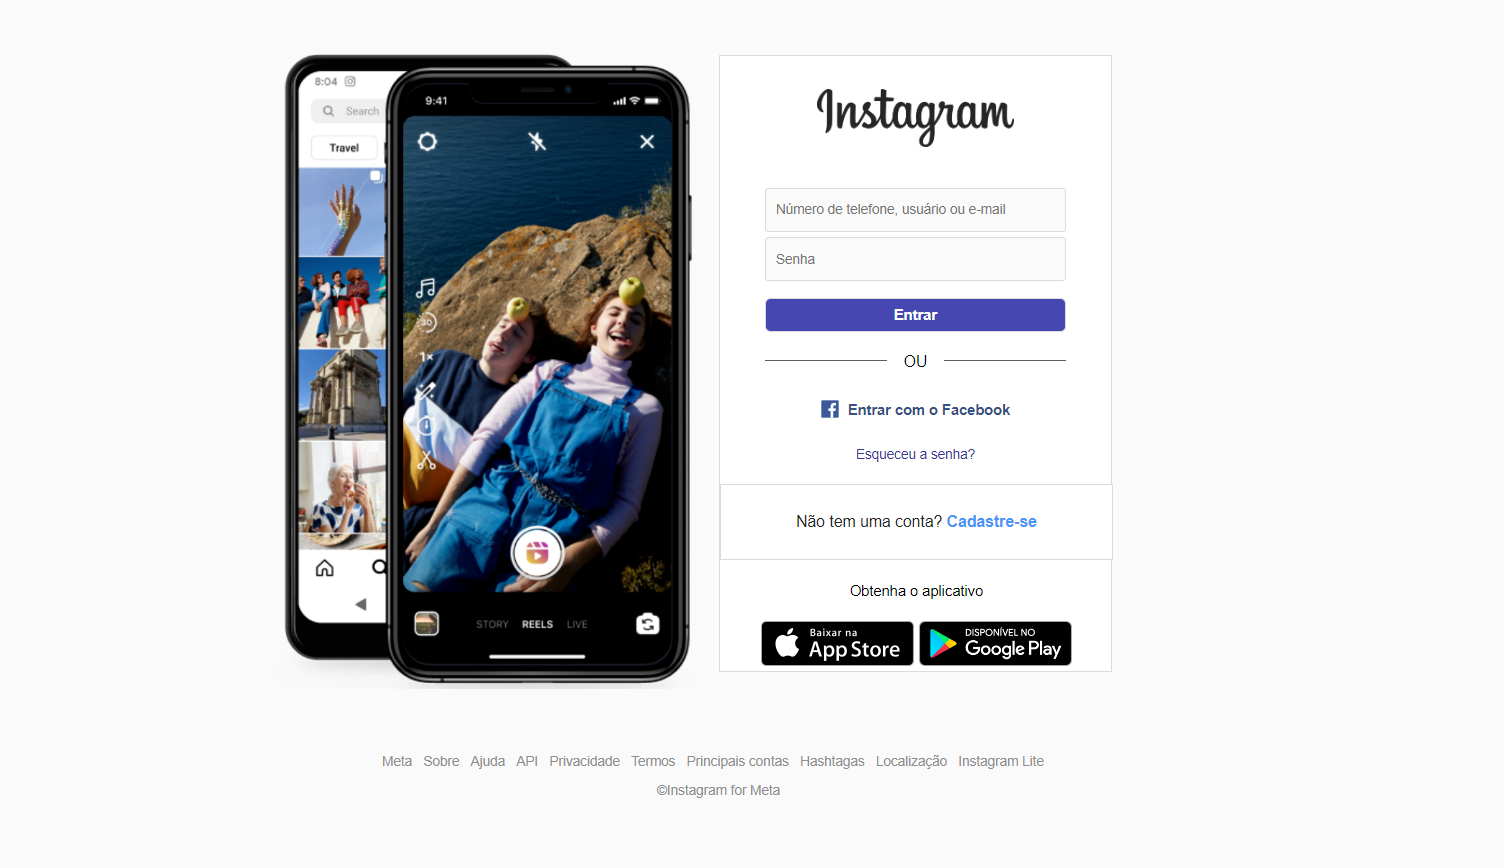 8:04
Search
Travel
9:41
30
1x
STORY REELS LIVE
Instagram
Número de telefone, usuário ou e-mail
Senha
Entrar
OU
Entrar com o Facebook
Esqueceu a senha?
Não tem uma conta? Cadastre-se
Obtenha o aplicativo
Baixar na
App Store
DISPONÍVEL NO
Google Play
Meta Sobre Ajuda API Privacidade Termos Principais contas Hashtagas Localização Instagram Lite
©Instagram for Meta